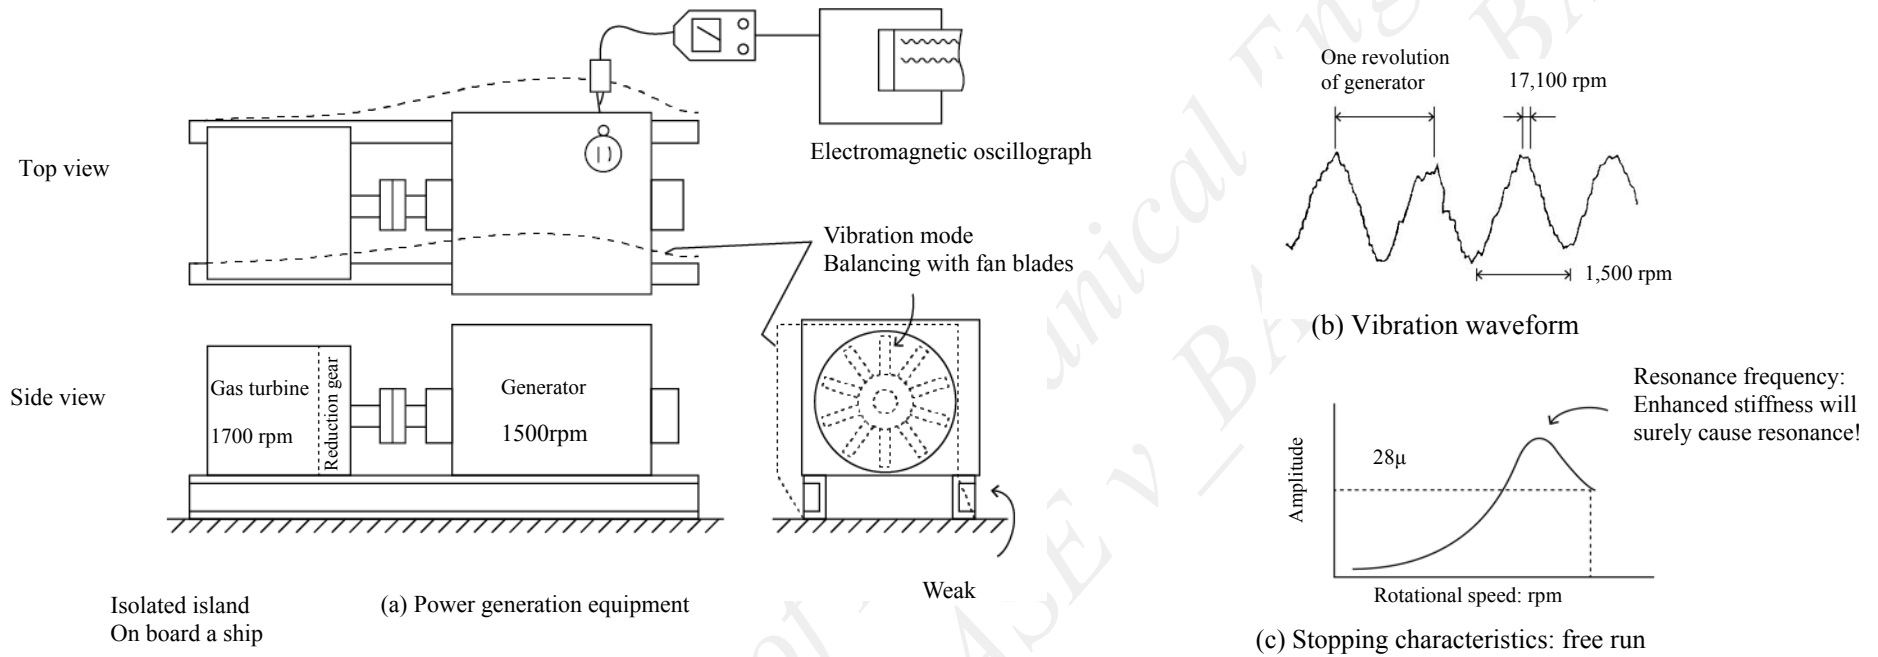 Top view
Electromagnetic oscillograph
Vibration mode
Balancing with fan blades
Side view
Gas turbine
1700 rpm
Reduction gear
Generator
1500rpm
Weak
Isolated island
On board a ship
(a) Power generation equipment
One revolution
of generator
17,100 rpm
1,500 rpm
(b) Vibration waveform
Resonance frequency:
Enhanced stiffness will
surely cause resonance!
28μ
Amplitude
Rotational speed: rpm
(c) Stopping characteristics: free run